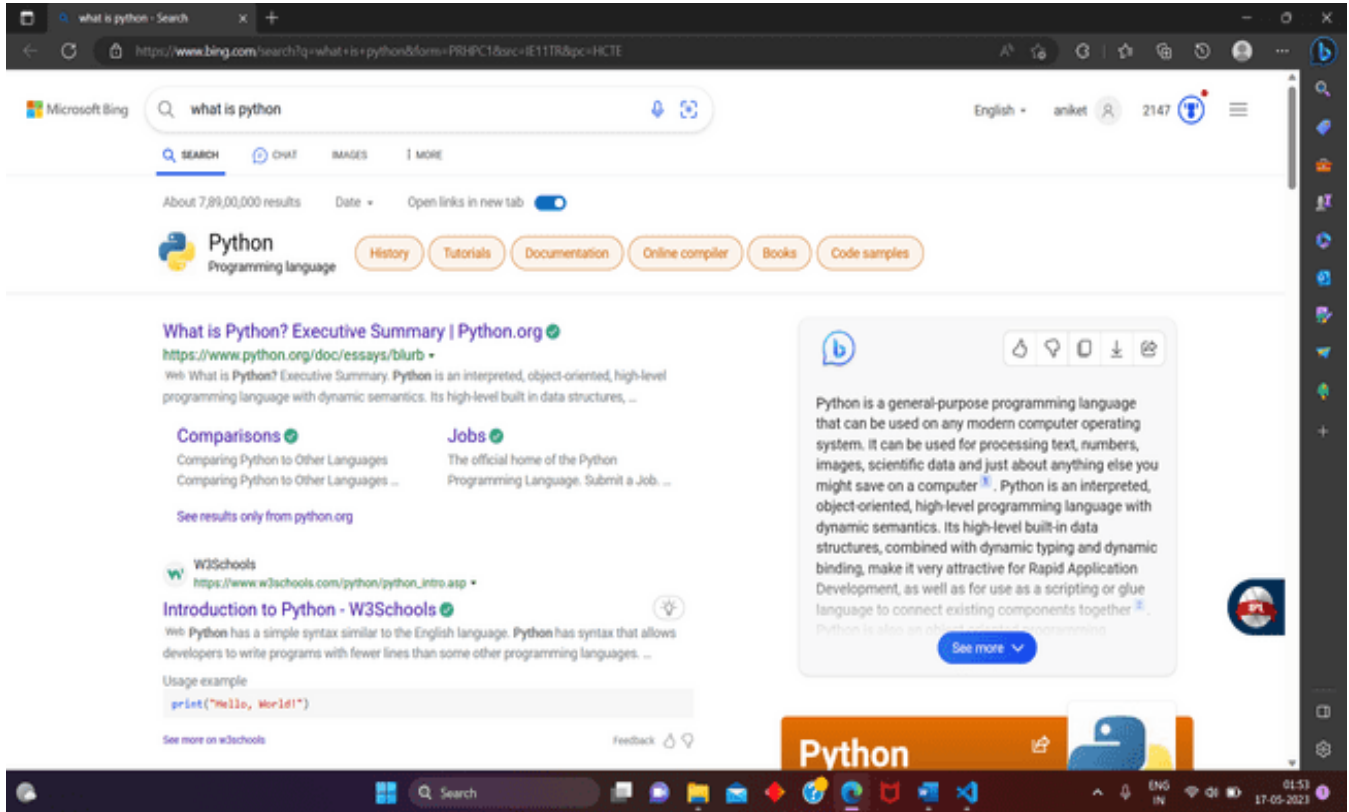 what is python - Search
https://www.bing.com/search?q=what+is+python&form=PRHPC1&src=IE11TR&pc=HCTE
Microsoft Bing
what is python
English
aniket
2147
SEARCH
CHAT
IMAGES
MORE
About 7,89,00,000 results
Date
Open links in new tab
Python
Programming language
History
Tutorials
Documentation
Online compiler
Books
Code samples
What is Python? Executive Summary | Python.org
https://www.python.org/doc/essays/blurb
Web What is Python? Executive Summary. Python is an interpreted, object-oriented, high-level
programming language with dynamic semantics. Its high-level built in data structures, ...
Comparisons
Comparing Python to Other Languages
Comparing Python to Other Languages ...
Jobs
The official home of the Python
Programming Language. Submit a Job. ...
See results only from python.org
W3Schools
https://www.w3schools.com/python/python_intro.asp
Introduction to Python - W3Schools
Web Python has a simple syntax similar to the English language. Python has syntax that allows
developers to write programs with fewer lines than some other programming languages. ...
Usage example
print("Hello, World!")
See more on w3schools
Feedback
Python is a general-purpose programming language
that can be used on any modern computer operating
system. It can be used for processing text, numbers,
images, scientific data and just about anything else you
might save on a computer 1 . Python is an interpreted,
object-oriented, high-level programming language with
dynamic semantics. Its high-level built-in data
structures, combined with dynamic typing and dynamic
binding, make it very attractive for Rapid Application
Development, as well as for use as a scripting or glue
language to connect existing components together 2 .
Python is also an object-oriented programming
See more
Python
Search
ENG
IN
01:53
17-05-2023